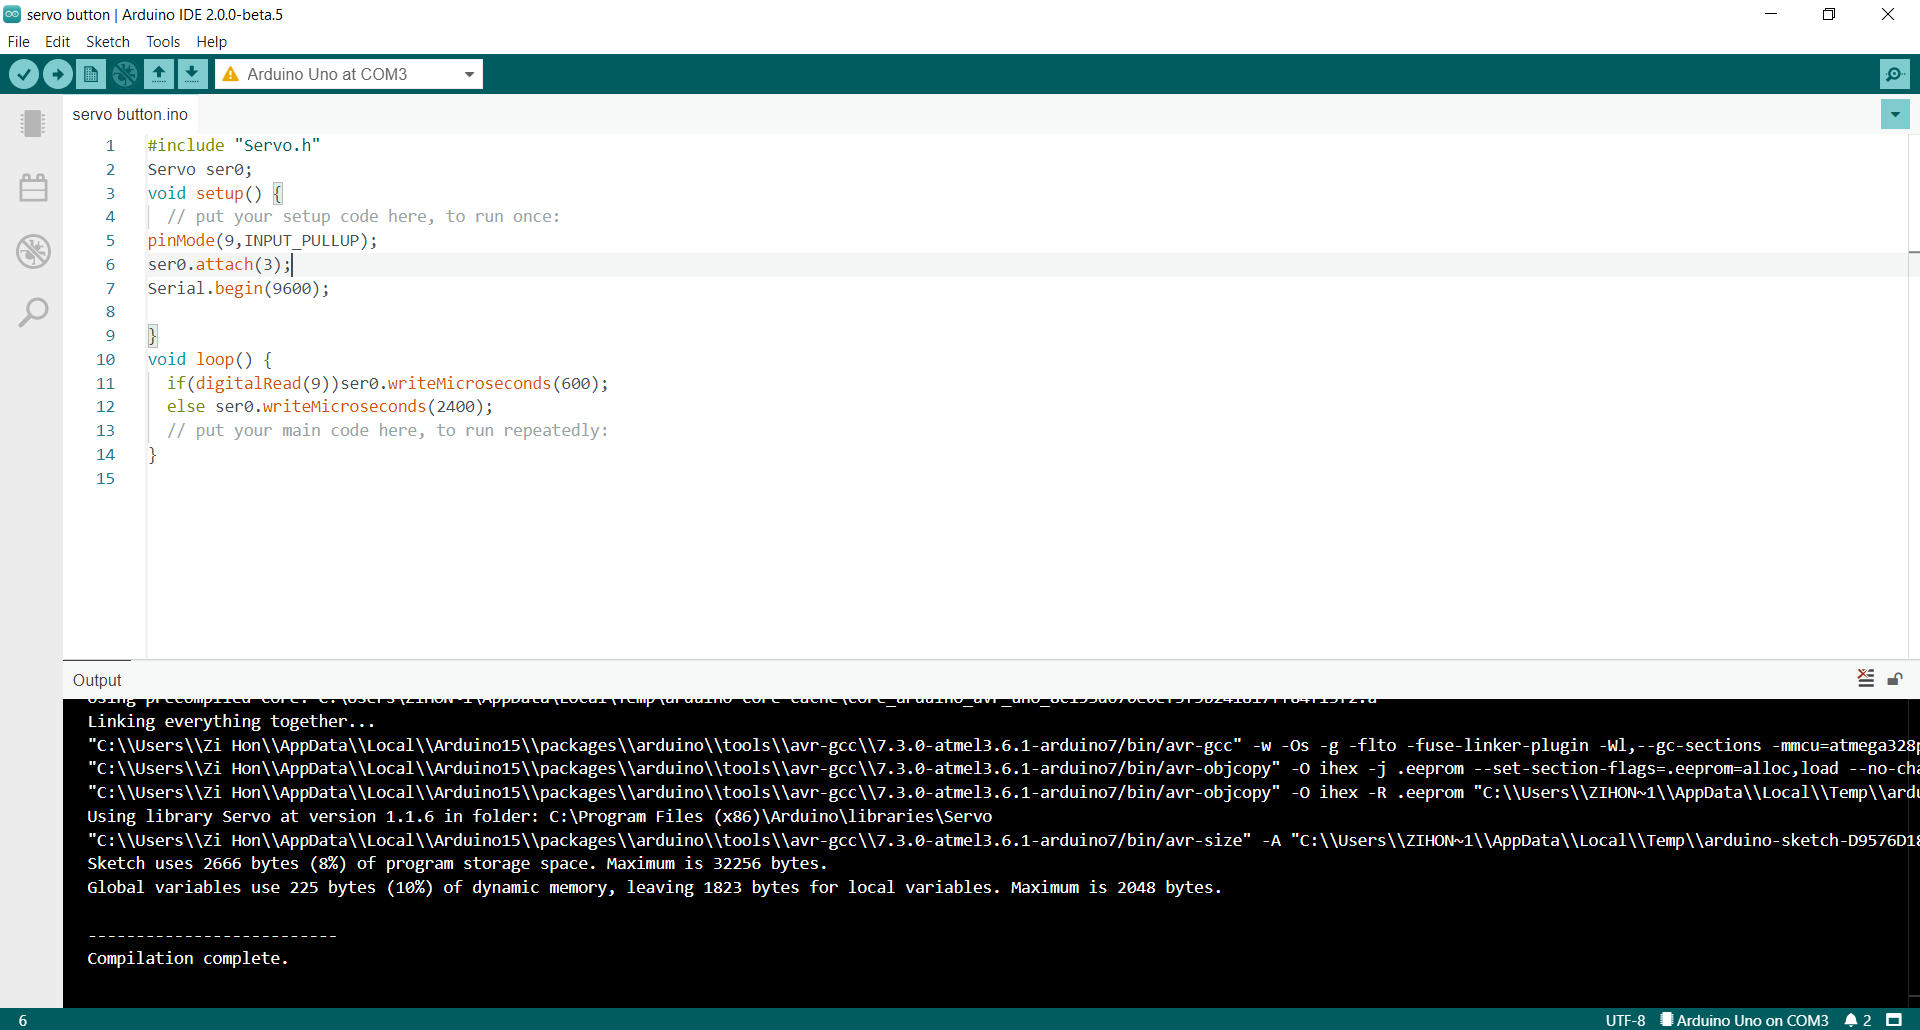 servo button | Arduino IDE 2.0.0-beta.5
File Edit Sketch Tools Help
Arduino Uno at COM3
servo button.ino
1 #include "Servo.h"
2 Servo ser0;
3 void setup() {
4 // put your setup code here, to run once:
5 pinMode(9,INPUT_PULLUP);
6 ser0.attach(3);
7 Serial.begin(9600);
8
9 }
10 void loop() {
11 if(digitalRead(9))ser0.writeMicroseconds(600);
12 else ser0.writeMicroseconds(2400);
13 // put your main code here, to run repeatedly:
14 }
15
Output
Linking everything together...
"C:\\Users\\Zi Hon\\AppData\\Local\\Arduino15\\packages\\arduino\\tools\\avr-gcc\\7.3.0-atmel3.6.1-arduino7/bin/avr-gcc" -w -Os -g -flto -fuse-linker-plugin -Wl,--gc-sections -mmcu=atmega328p
"C:\\Users\\Zi Hon\\AppData\\Local\\Arduino15\\packages\\arduino\\tools\\avr-gcc\\7.3.0-atmel3.6.1-arduino7/bin/avr-objcopy" -O ihex -j .eeprom --set-section-flags=.eeprom=alloc,load --no-cha
"C:\\Users\\Zi Hon\\AppData\\Local\\Arduino15\\packages\\arduino\\tools\\avr-gcc\\7.3.0-atmel3.6.1-arduino7/bin/avr-objcopy" -O ihex -R .eeprom "C:\\Users\\ZIHON~1\\AppData\\Local\\Temp\\ardu
Using library Servo at version 1.1.6 in folder: C:\Program Files (x86)\Arduino\libraries\Servo
"C:\\Users\\Zi Hon\\AppData\\Local\\Arduino15\\packages\\arduino\\tools\\avr-gcc\\7.3.0-atmel3.6.1-arduino7/bin/avr-size" -A "C:\\Users\\ZIHON~1\\AppData\\Local\\Temp\\arduino-sketch-D9576D18
Sketch uses 2666 bytes (8%) of program storage space. Maximum is 32256 bytes.
Global variables use 225 bytes (10%) of dynamic memory, leaving 1823 bytes for local variables. Maximum is 2048 bytes.
--------------------------
Compilation complete.
6 UTF-8 Arduino Uno on COM3 2